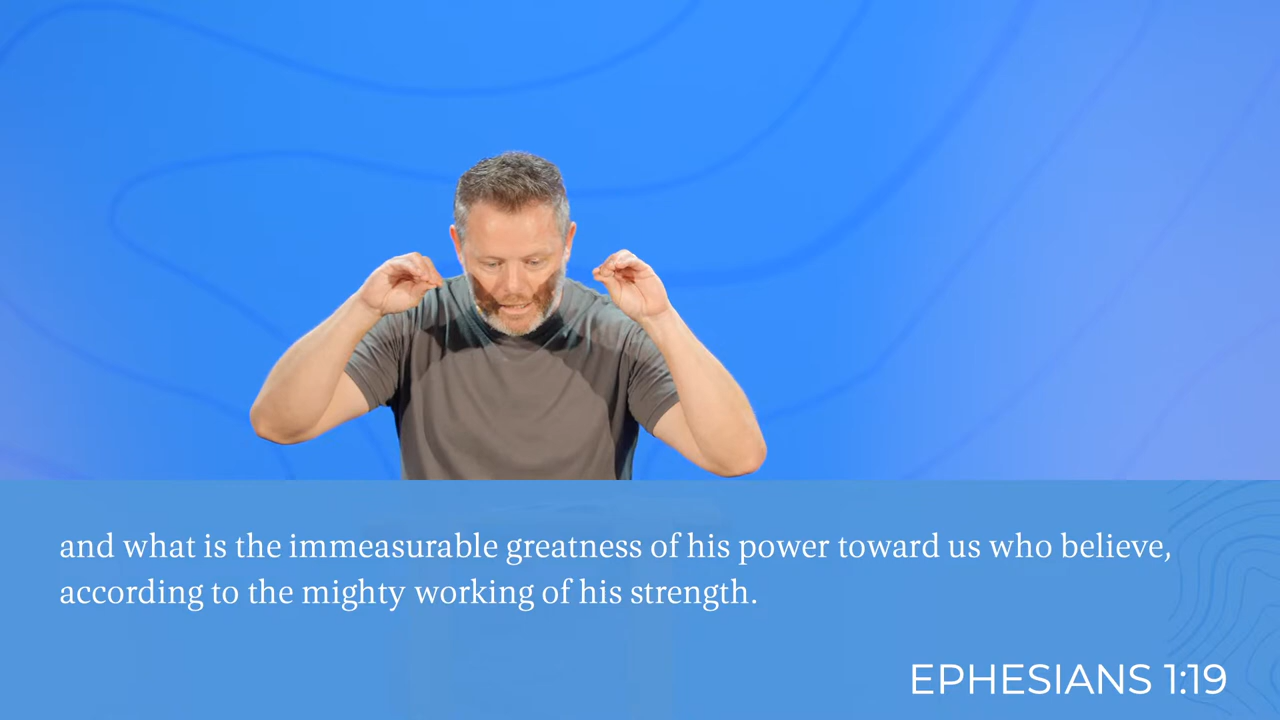 and what is the immeasurable greatness of his power toward us who believe,
according to the mighty working of his strength.
EPHESIANS 1:19